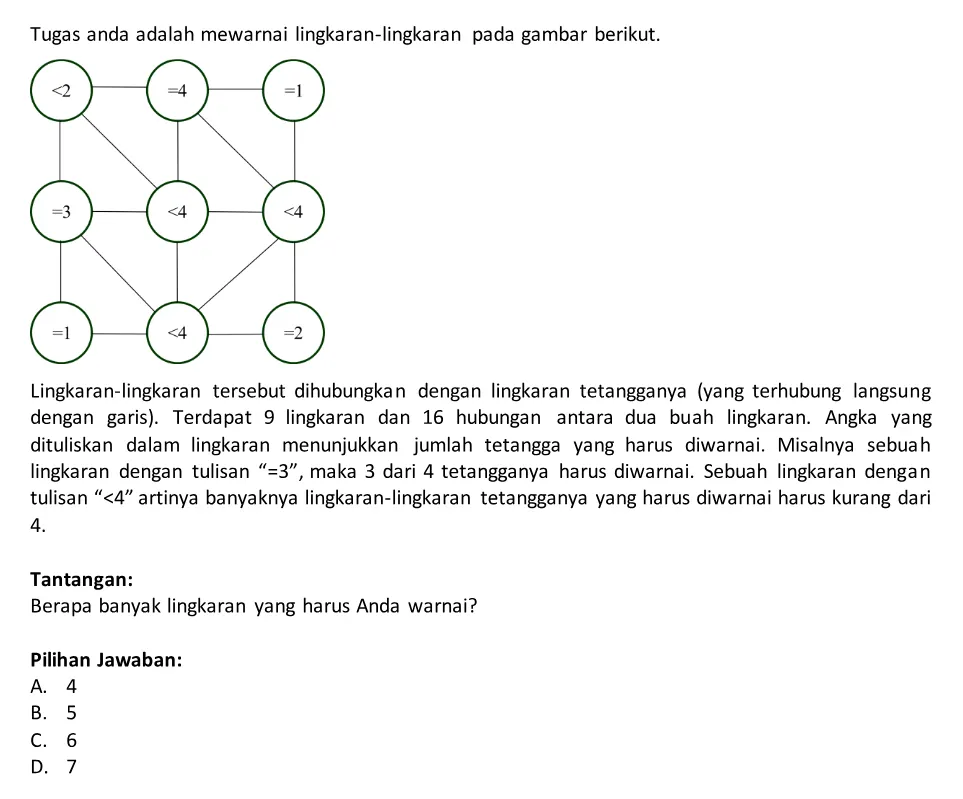 Tugas anda adalah mewarnai lingkaran-lingkaran pada gambar berikut.
<2 =4 =1
=3 <4 <4
=1 <4 =2
Lingkaran-lingkaran tersebut dihubungkan dengan lingkaran tetangganya (yang terhubung langsung
dengan garis). Terdapat 9 lingkaran dan 16 hubungan antara dua buah lingkaran. Angka yang
dituliskan dalam lingkaran menunjukkan jumlah tetangga yang harus diwarnai. Misalnya sebuah
lingkaran dengan tulisan “=3”, maka 3 dari 4 tetangganya harus diwarnai. Sebuah lingkaran dengan
tulisan “<4” artinya banyaknya lingkaran-lingkaran tetangganya yang harus diwarnai harus kurang dari
4.
Tantangan:
Berapa banyak lingkaran yang harus Anda warnai?
Pilihan Jawaban:
A. 4
B. 5
C. 6
D. 7